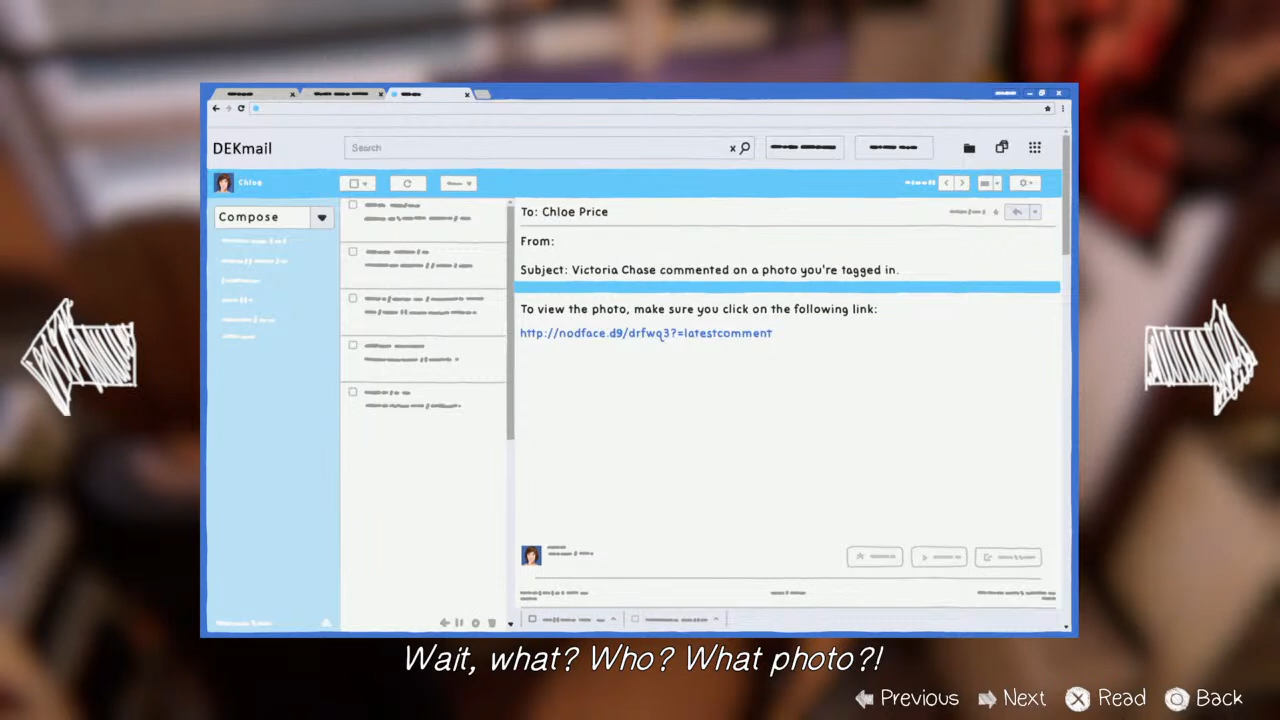 DEKmail
Search
Chloe
Compose
To: Chloe Price
From:
Subject: Victoria Chase commented on a photo you're tagged in.
To view the photo, make sure you click on the following link:
http://nodface.d9/drfwq3?=latestcomment
Wait, what? Who? What photo?!
Previous Next Read Back